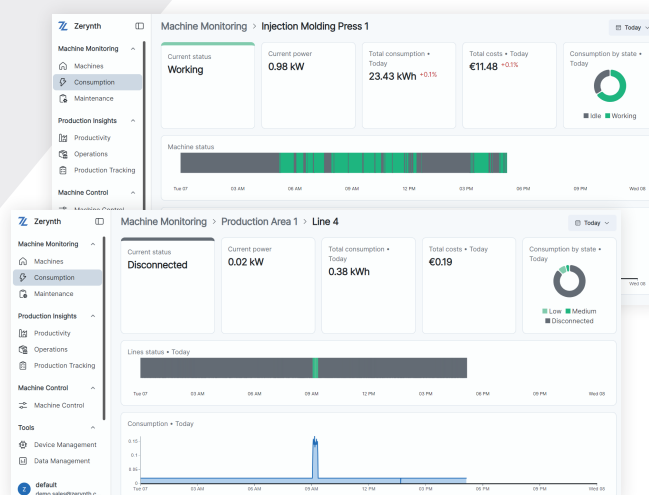 Zerynth
Machine Monitoring > Injection Molding Press 1
Today
Machine Monitoring
Machines
Consumption
Maintenance
Production Insights
Productivity
Operations
Production Tracking
Machine Control
Current status
Working
Current power
0.98 kW
Total consumption •
Today
23.43 kWh +0.1%
Total costs • Today
€11.48 +0.1%
Consumption by state •
Today
Idle Working
Machine status
Tue 07 03 AM 06 AM 09 AM 12 PM 03 PM 06 PM 09 PM Wed 08
Wed 08
Zerynth
Machine Monitoring > Production Area 1 > Line 4
Today
Machine Monitoring
Machines
Consumption
Maintenance
Production Insights
Productivity
Operations
Production Tracking
Machine Control
Machine Control
Tools
Device Management
Data Management
Z
default
Current status
Disconnected
Current power
0.02 kW
Total consumption •
Today
0.38 kWh
Total costs • Today
€0.19
Consumption by state •
Today
Low Medium
Disconnected
Lines status • Today
Tue 07 03 AM 06 AM 09 AM 12 PM 03 PM 06 PM 09 PM Wed 08
Consumption • Today
0.15
0.1
0.05
Tue 07 03 AM 06 AM 09 AM 12 PM 03 PM 06 PM 09 PM Wed 08